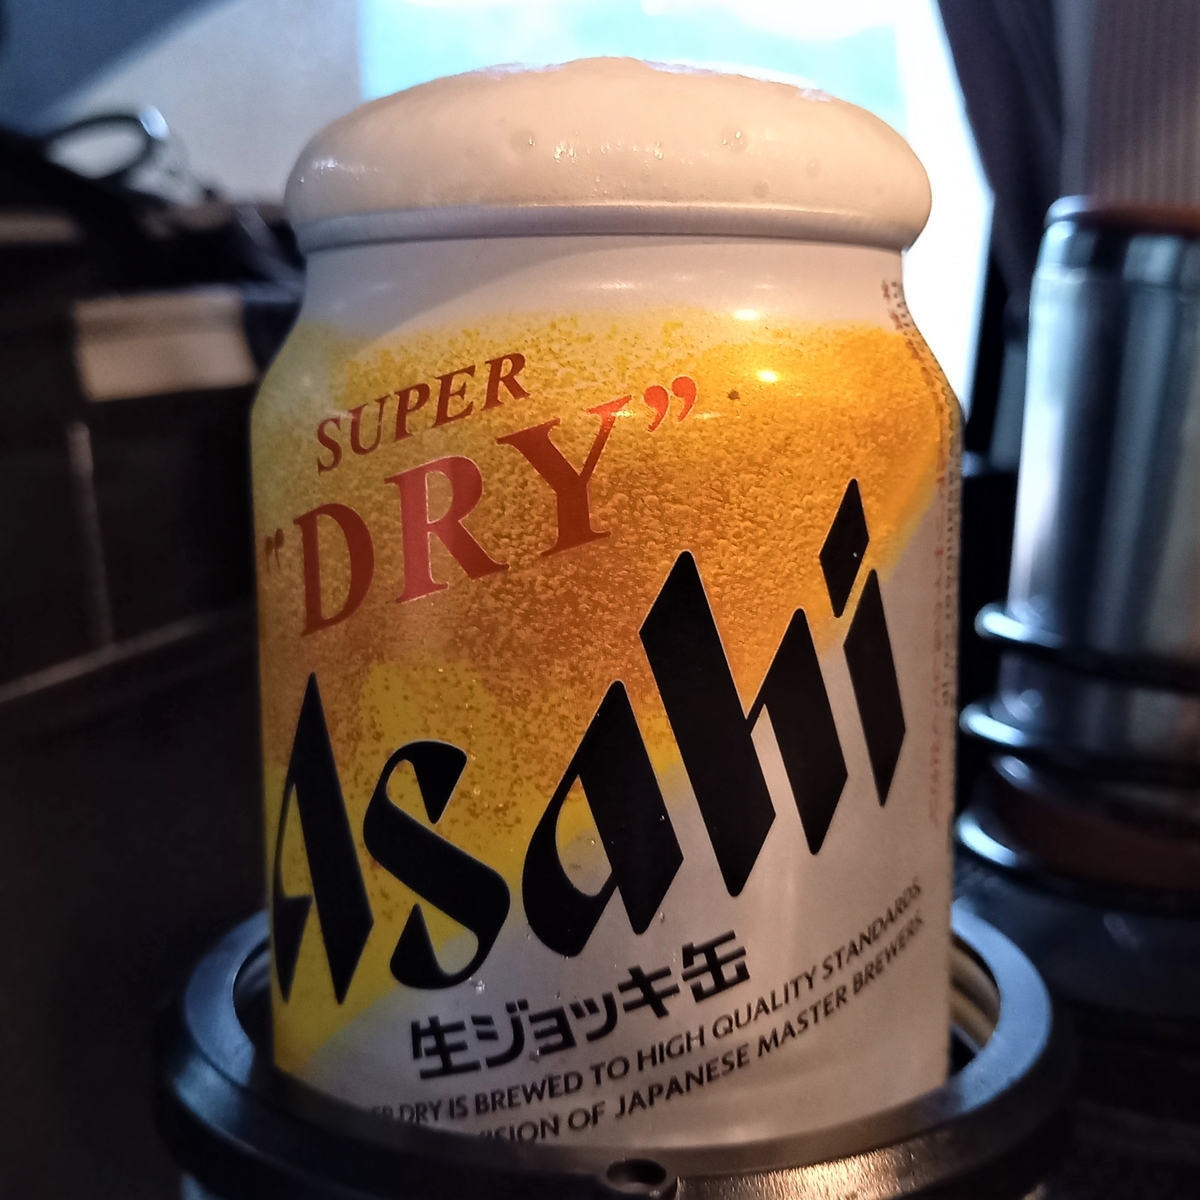 SUPER
"DRY"
Asahi
生ジョッキ缶
DRY IS BREWED TO HIGH QUALITY STANDARDS
OF JAPANESE MASTER BREWERS